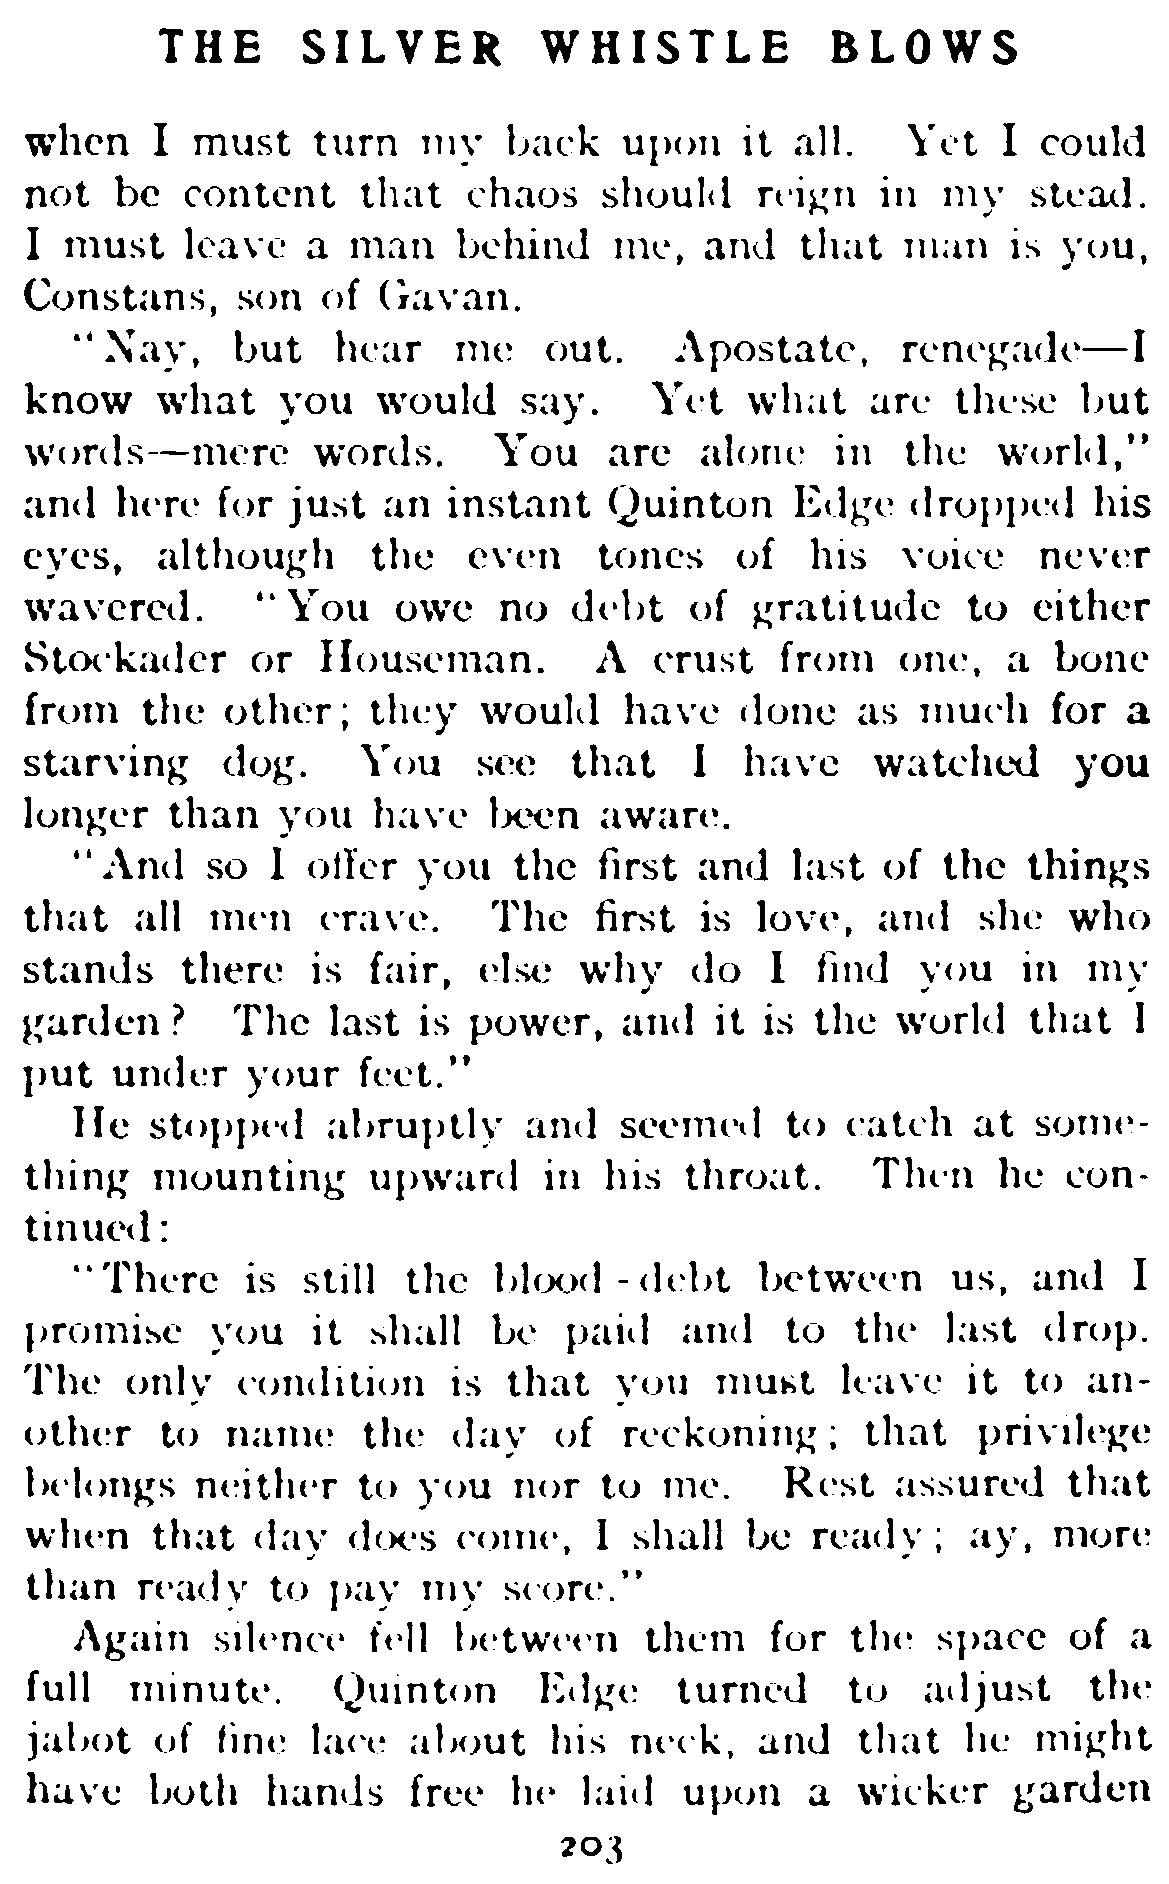 THE SILVER WHISTLE BLOWS
when I must turn my back upon it all. Yet I could
not be content that chaos should reign in my stead.
I must leave a man behind me, and that man is you,
Constans, son of Gavan.
"Nay, but hear me out. Apostate, renegade—I
know what you would say. Yet what are these but
words—mere words. You are alone in the world,"
and here for just an instant Quinton Edge dropped his
eyes, although the even tones of his voice never
wavered. "You owe no debt of gratitude to either
Stockader or Houseman. A crust from one, a bone
from the other; they would have done as much for a
starving dog. You see that I have watched you
longer than you have been aware.
"And so I offer you the first and last of the things
that all men crave. The first is love, and she who
stands there is fair, else why do I find you in my
garden? The last is power, and it is the world that I
put under your feet."
He stopped abruptly and seemed to catch at some-
thing mounting upward in his throat. Then he con-
tinued:
"There is still the blood-debt between us, and I
promise you it shall be paid and to the last drop.
The only condition is that you must leave it to an-
other to name the day of reckoning; that privilege
belongs neither to you nor to me. Rest assured that
when that day does come, I shall be ready; ay, more
than ready to pay my score."
Again silence fell between them for the space of a
full minute. Quinton Edge turned to adjust the
jabot of fine lace about his neck, and that he might
have both hands free he laid upon a wicker garden
203